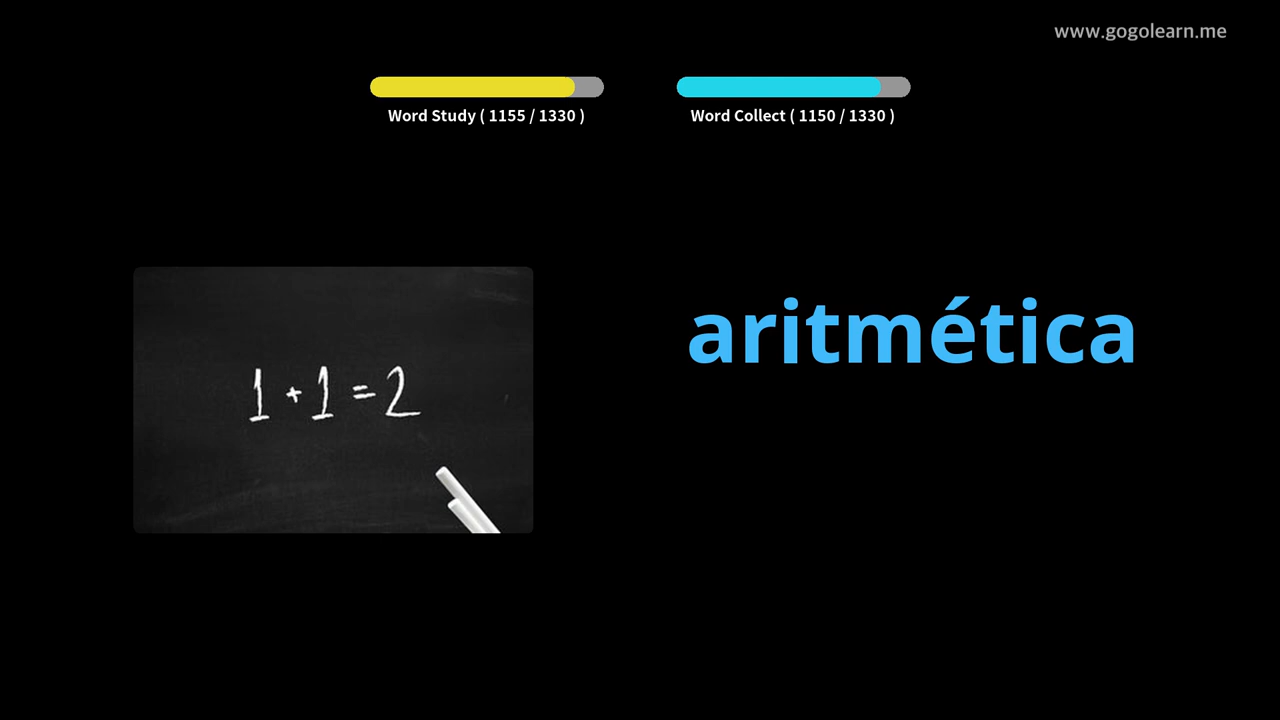 www.gogolearn.me
Word Study ( 1155 / 1330 )
Word Collect ( 1150 / 1330 )
aritmética
1 + 1 = 2